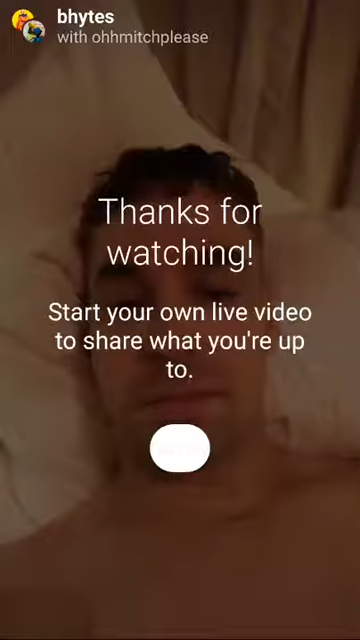 bhytes
with ohhmitchplease
Thanks for
watching!
Start your own live video
to share what you're up
to.